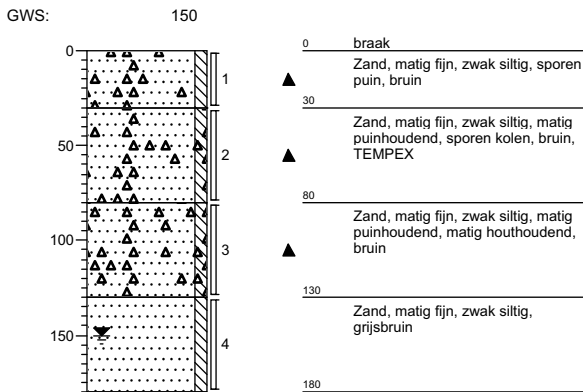 GWS: 150
0
50
100
150
1
2
3
4
0 braak
Zand, matig fijn, zwak siltig, sporen
puin, bruin
30
Zand, matig fijn, zwak siltig, matig
puinhoudend, sporen kolen, bruin,
TEMPEX
80
Zand, matig fijn, zwak siltig, matig
puinhoudend, matig houthoudend,
bruin
130
Zand, matig fijn, zwak siltig,
grijsbruin
180